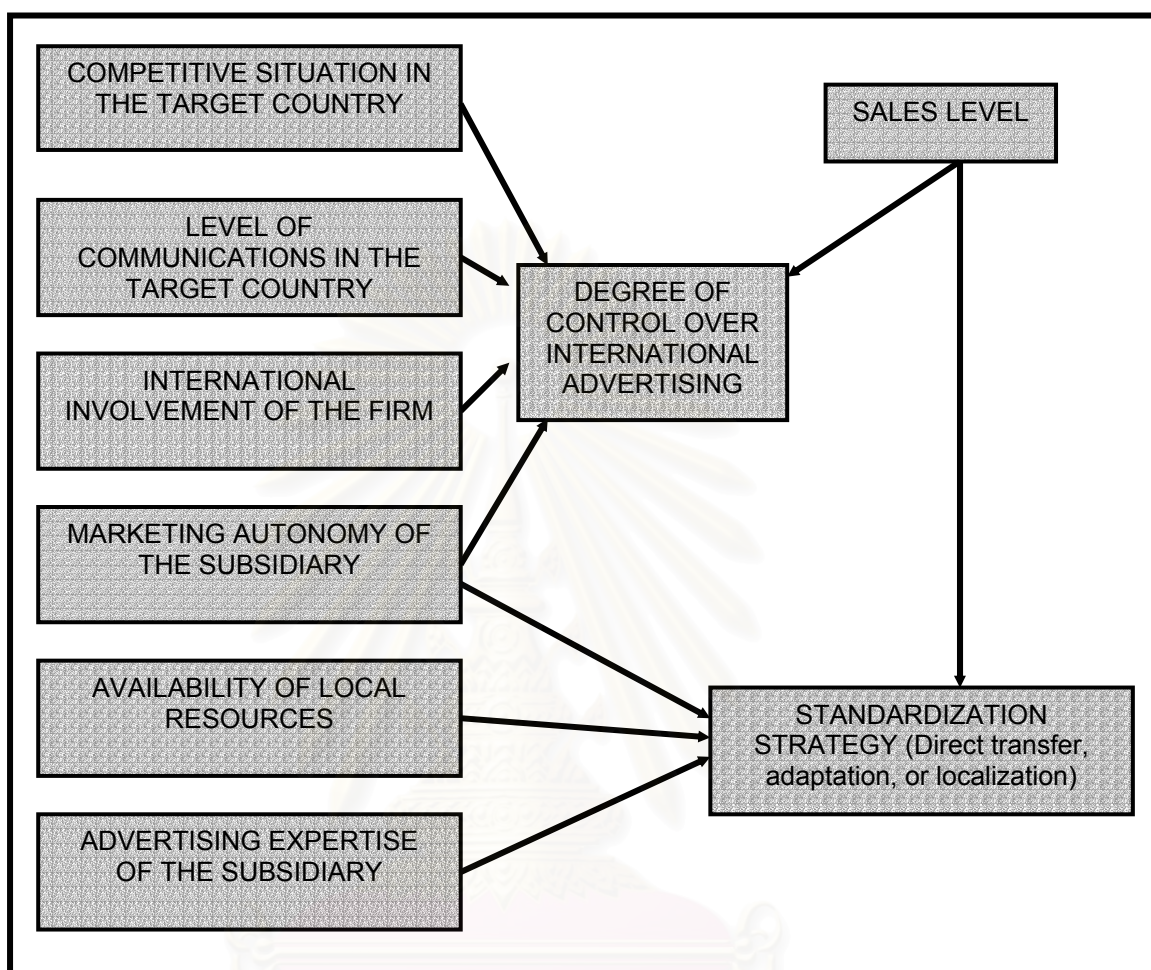 COMPETITIVE SITUATION IN
THE TARGET COUNTRY
SALES LEVEL
LEVEL OF
COMMUNICATIONS IN THE
TARGET COUNTRY
DEGREE OF
CONTROL OVER
INTERNATIONAL
ADVERTISING
INTERNATIONAL
INVOLVEMENT OF THE FIRM
MARKETING AUTONOMY OF
THE SUBSIDIARY
AVAILABILITY OF LOCAL
RESOURCES
STANDARDIZATION
STRATEGY (Direct transfer,
adaptation, or localization)
ADVERTISING EXPERTISE
OF THE SUBSIDIARY